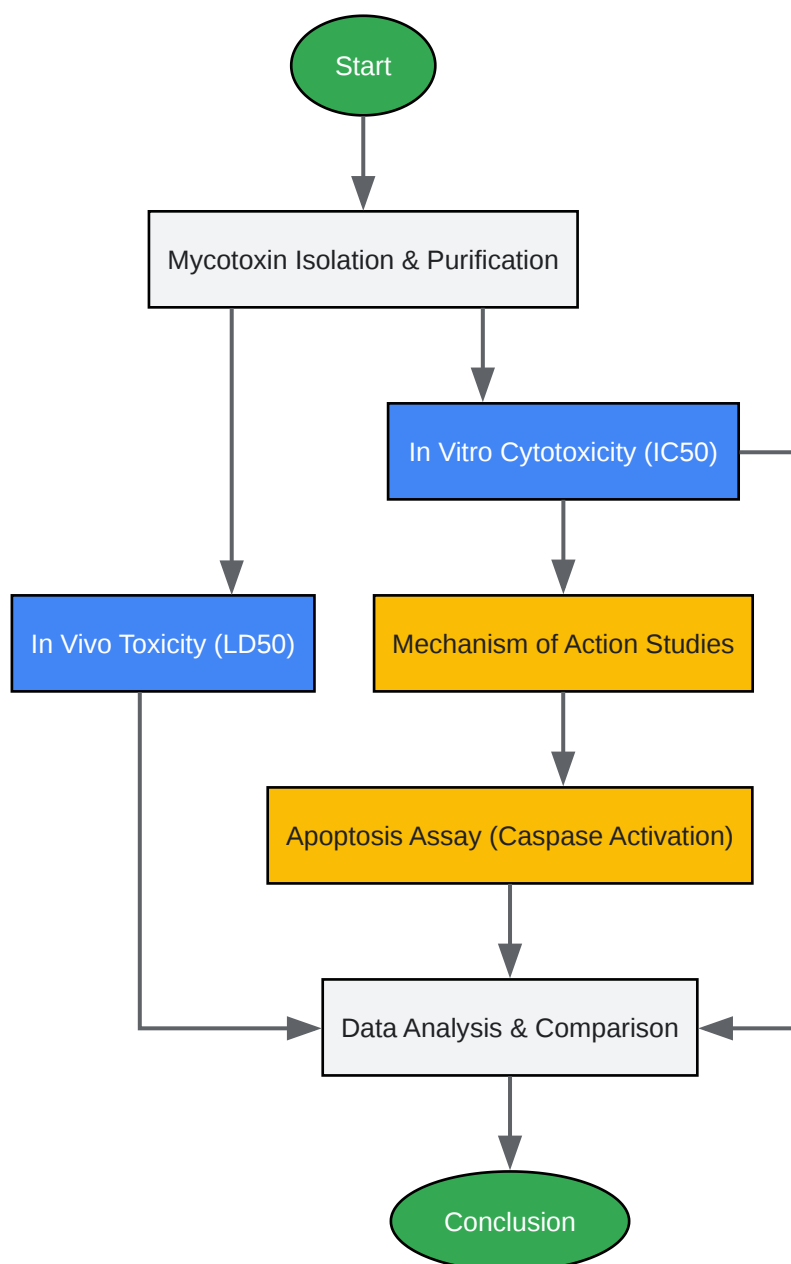 Start
Mycotoxin Isolation & Purification
In Vitro Cytotoxicity (IC50)
In Vivo Toxicity (LD50)
Mechanism of Action Studies
Apoptosis Assay (Caspase Activation)
Data Analysis & Comparison
Conclusion